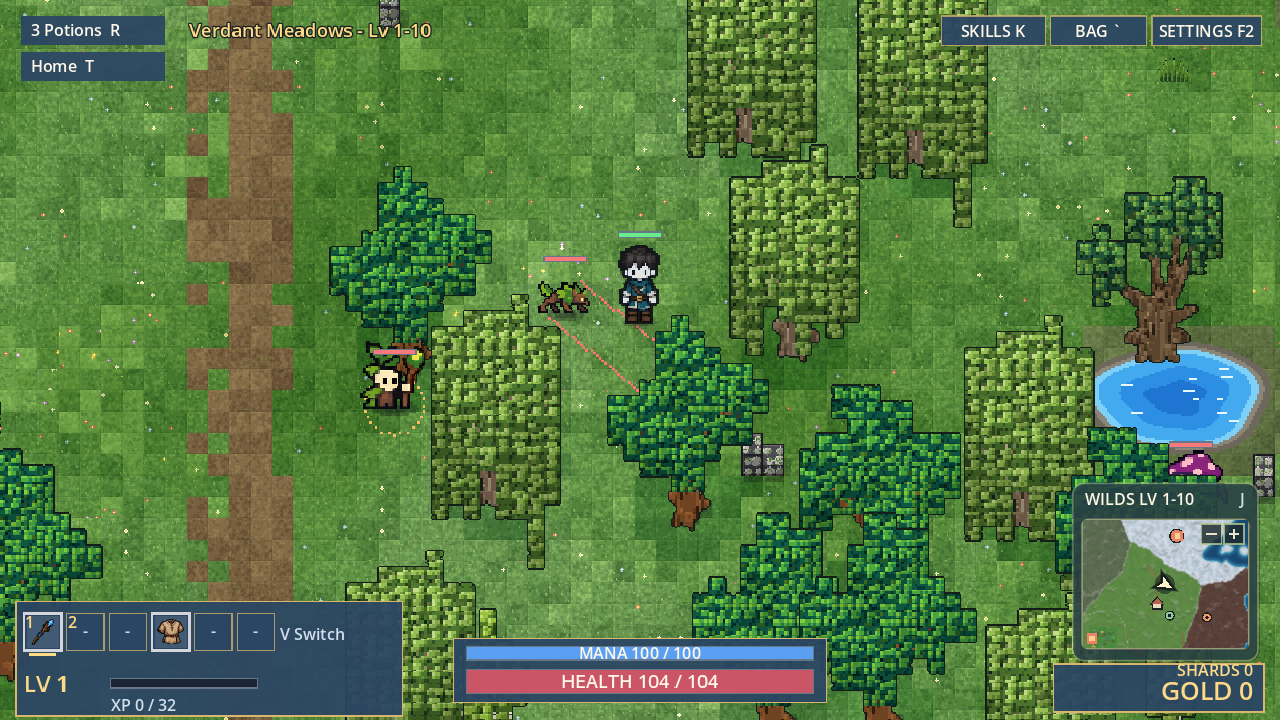 3 Potions R
Home T
Verdant Meadows - Lv 1-10
SKILLS K
BAG `
SETTINGS F2
WILDS LV 1-10 J
1
2 -
-
-
-
V Switch
LV 1
XP 0 / 32
MANA 100 / 100
HEALTH 104 / 104
SHARDS 0
GOLD 0